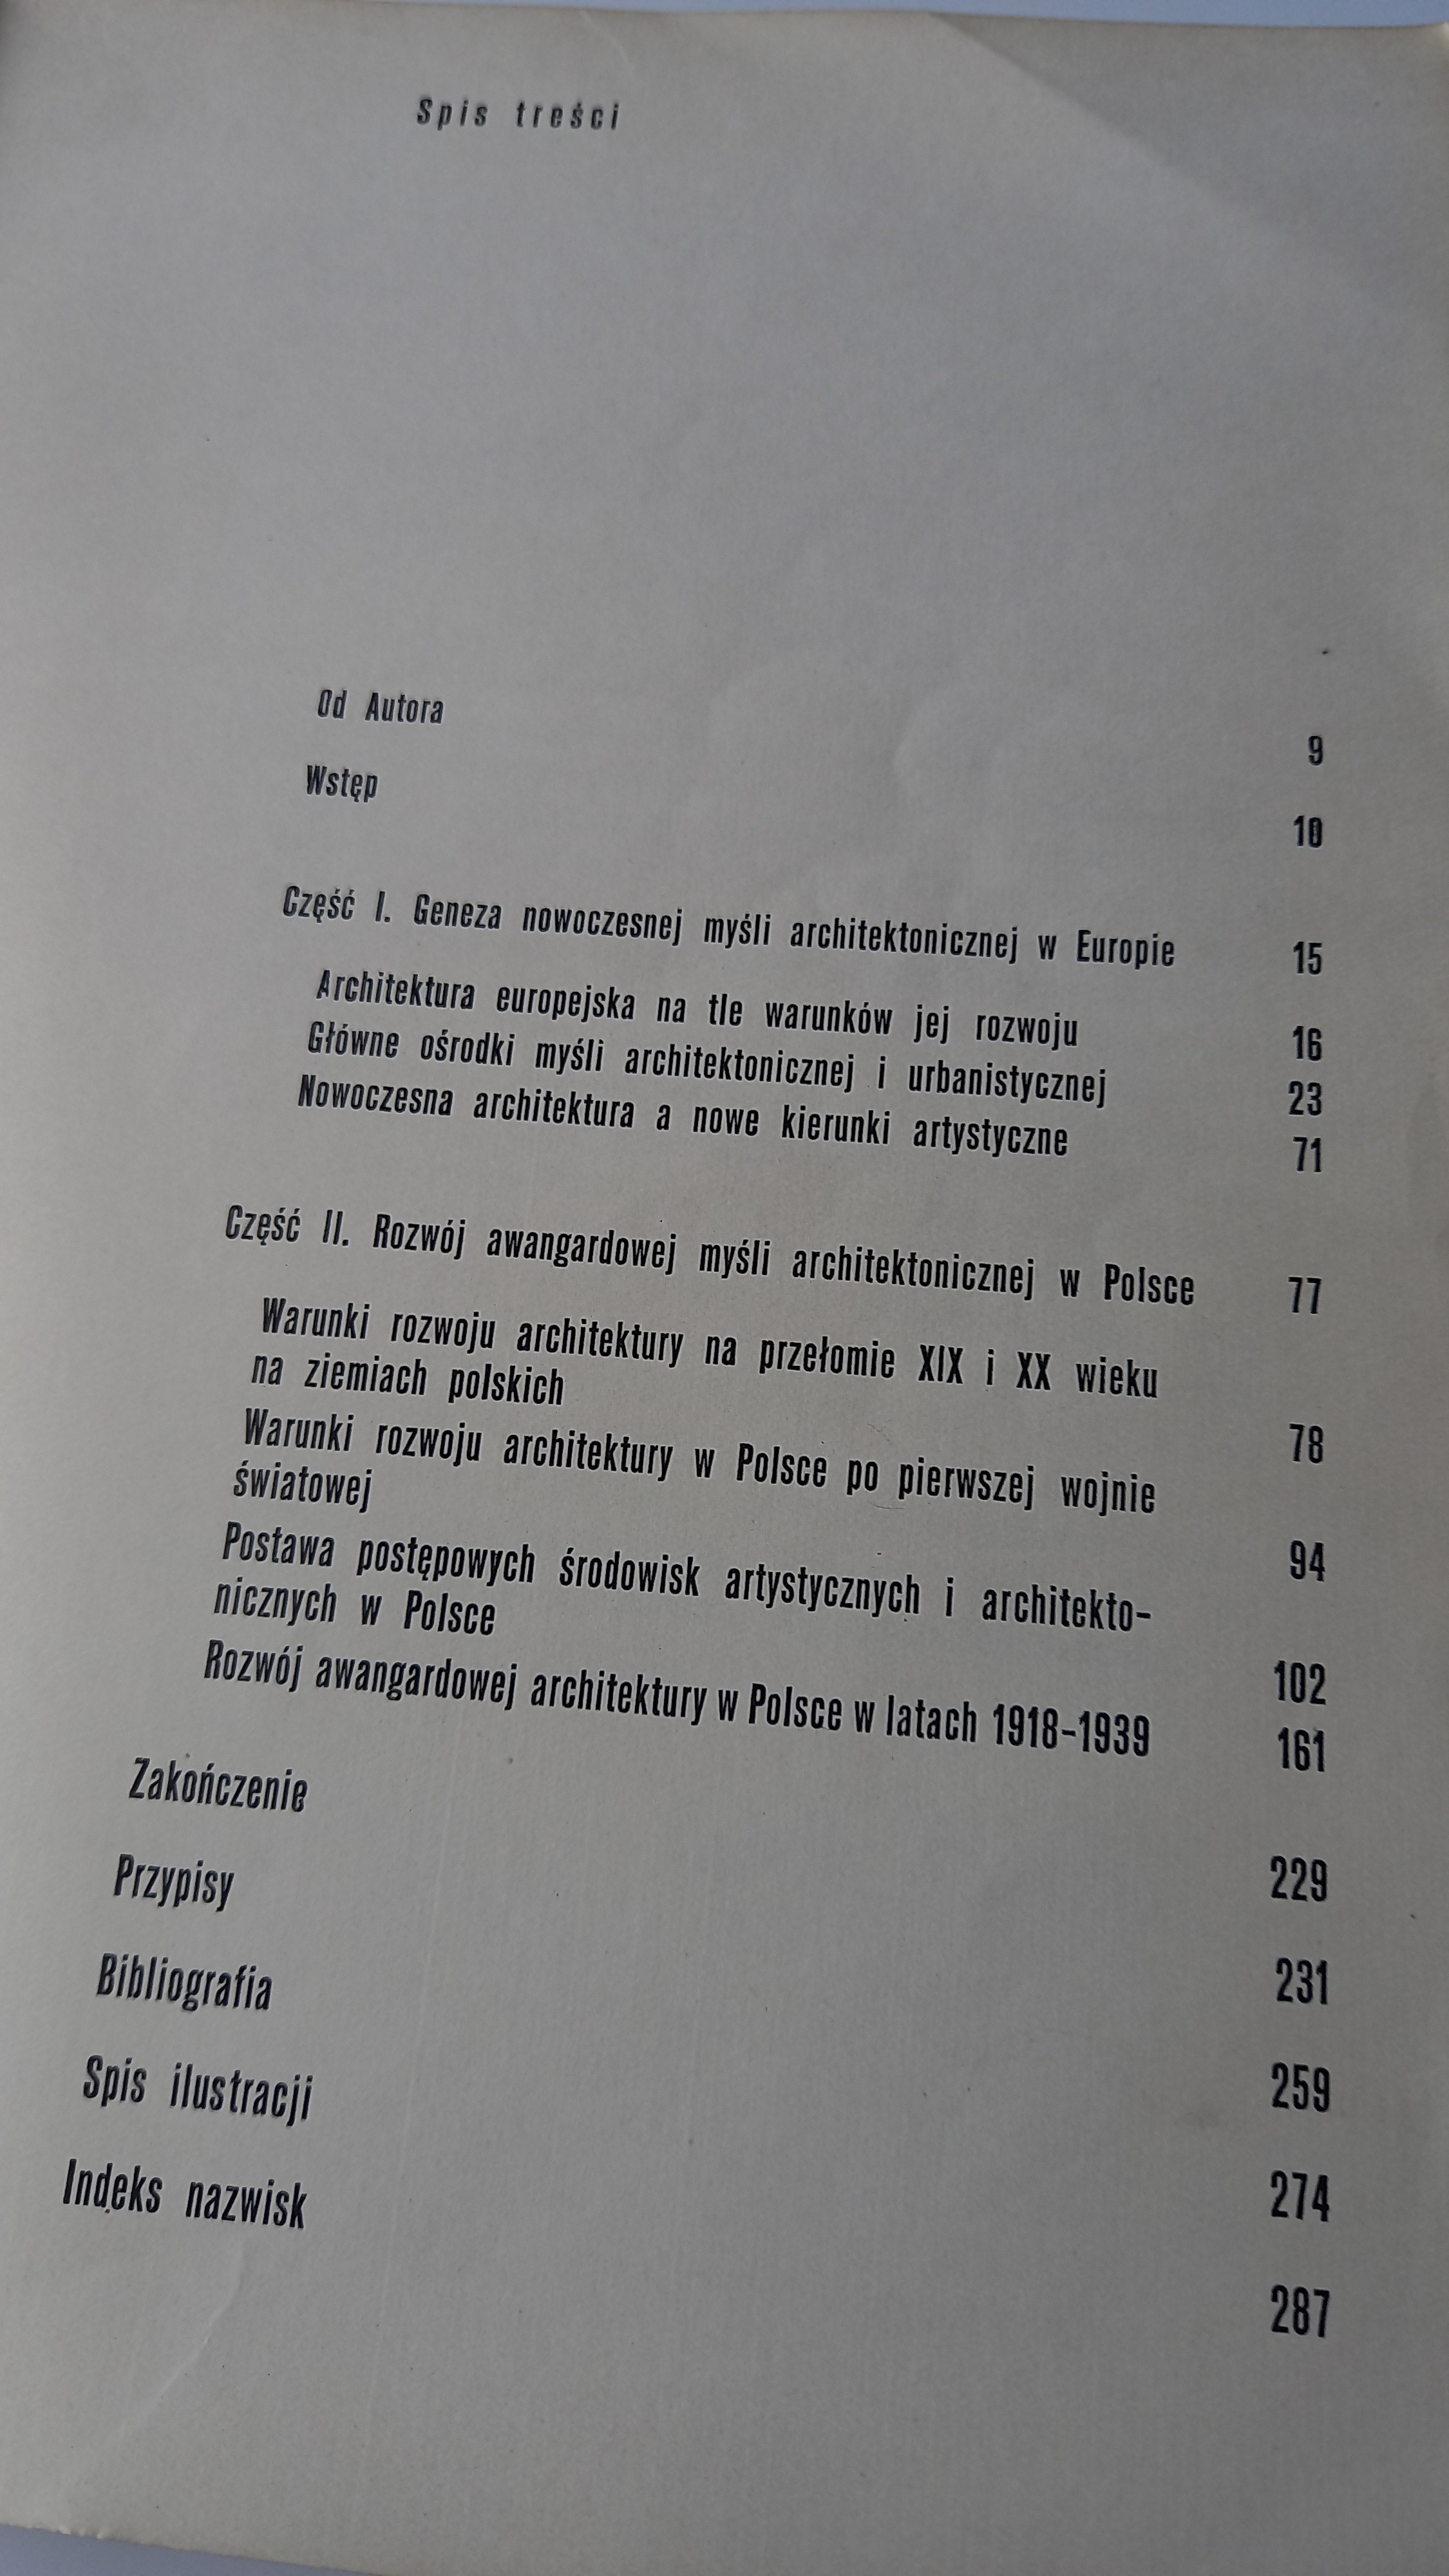 Spis treści
Od Autora 9
Wstęp 10
Część I. Geneza nowoczesnej myśli architektonicznej w Europie 15
Architektura europejska na tle warunków jej rozwoju 16
Główne ośrodki myśli architektonicznej i urbanistycznej 23
Nowoczesna architektura a nowe kierunki artystyczne 71
Część II. Rozwój awangardowej myśli architektonicznej w Polsce 77
Warunki rozwoju architektury na przełomie XIX i XX wieku
na ziemiach polskich 78
Warunki rozwoju architektury w Polsce po pierwszej wojnie
światowej 94
Postawa postępowych środowisk artystycznych i architekto-
nicznych w Polsce 102
Rozwój awangardowej architektury w Polsce w latach 1918-1939 161
Zakończenie 229
Przypisy 231
Bibliografia 259
Spis ilustracji 274
Indeks nazwisk 287